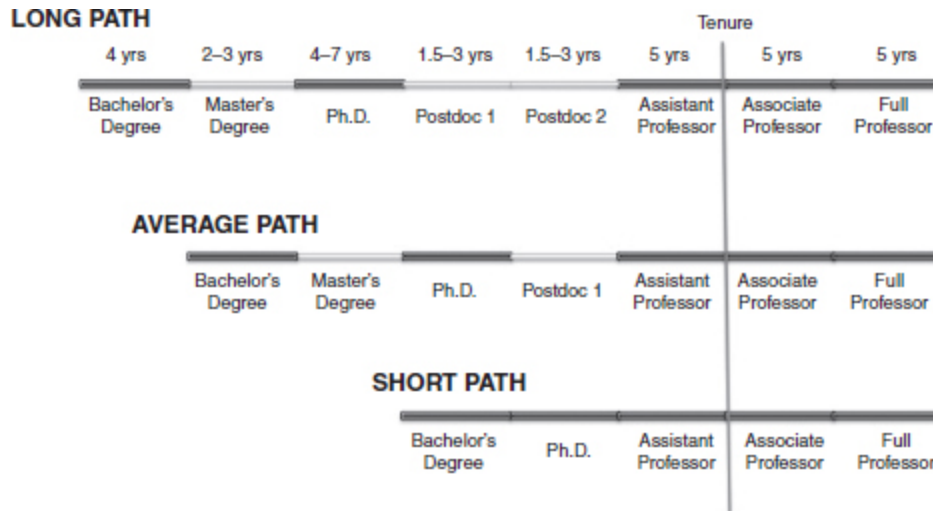 LONG PATH
Tenure
4 yrs 2–3 yrs 4–7 yrs 1.5–3 yrs 1.5–3 yrs 5 yrs 5 yrs 5 yrs
Bachelor's Master's Ph.D. Postdoc 1 Postdoc 2 Assistant Associate Full
Degree Degree Professor Professor Professor
AVERAGE PATH
Bachelor's Master's Ph.D. Postdoc 1 Assistant Associate Full
Degree Degree Professor Professor Professor
SHORT PATH
Bachelor's Ph.D. Assistant Associate Full
Degree Professor Professor Professor